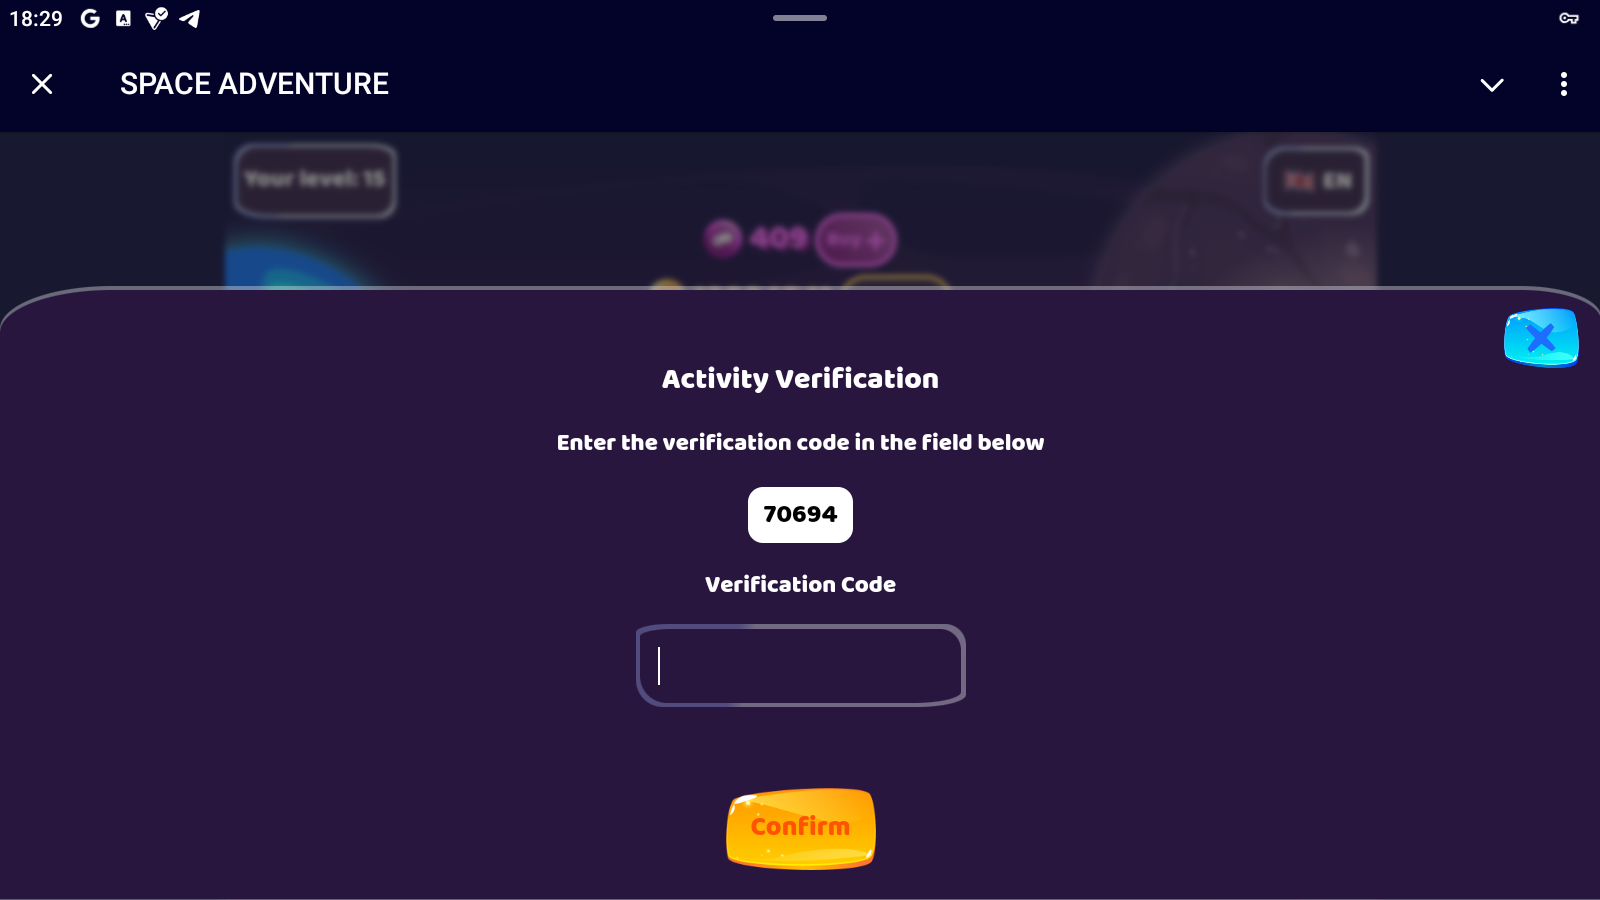 18:29
SPACE ADVENTURE
Your level: 15
EN
409
Buy +
Activity Verification
Enter the verification code in the field below
70694
Verification Code
Confirm